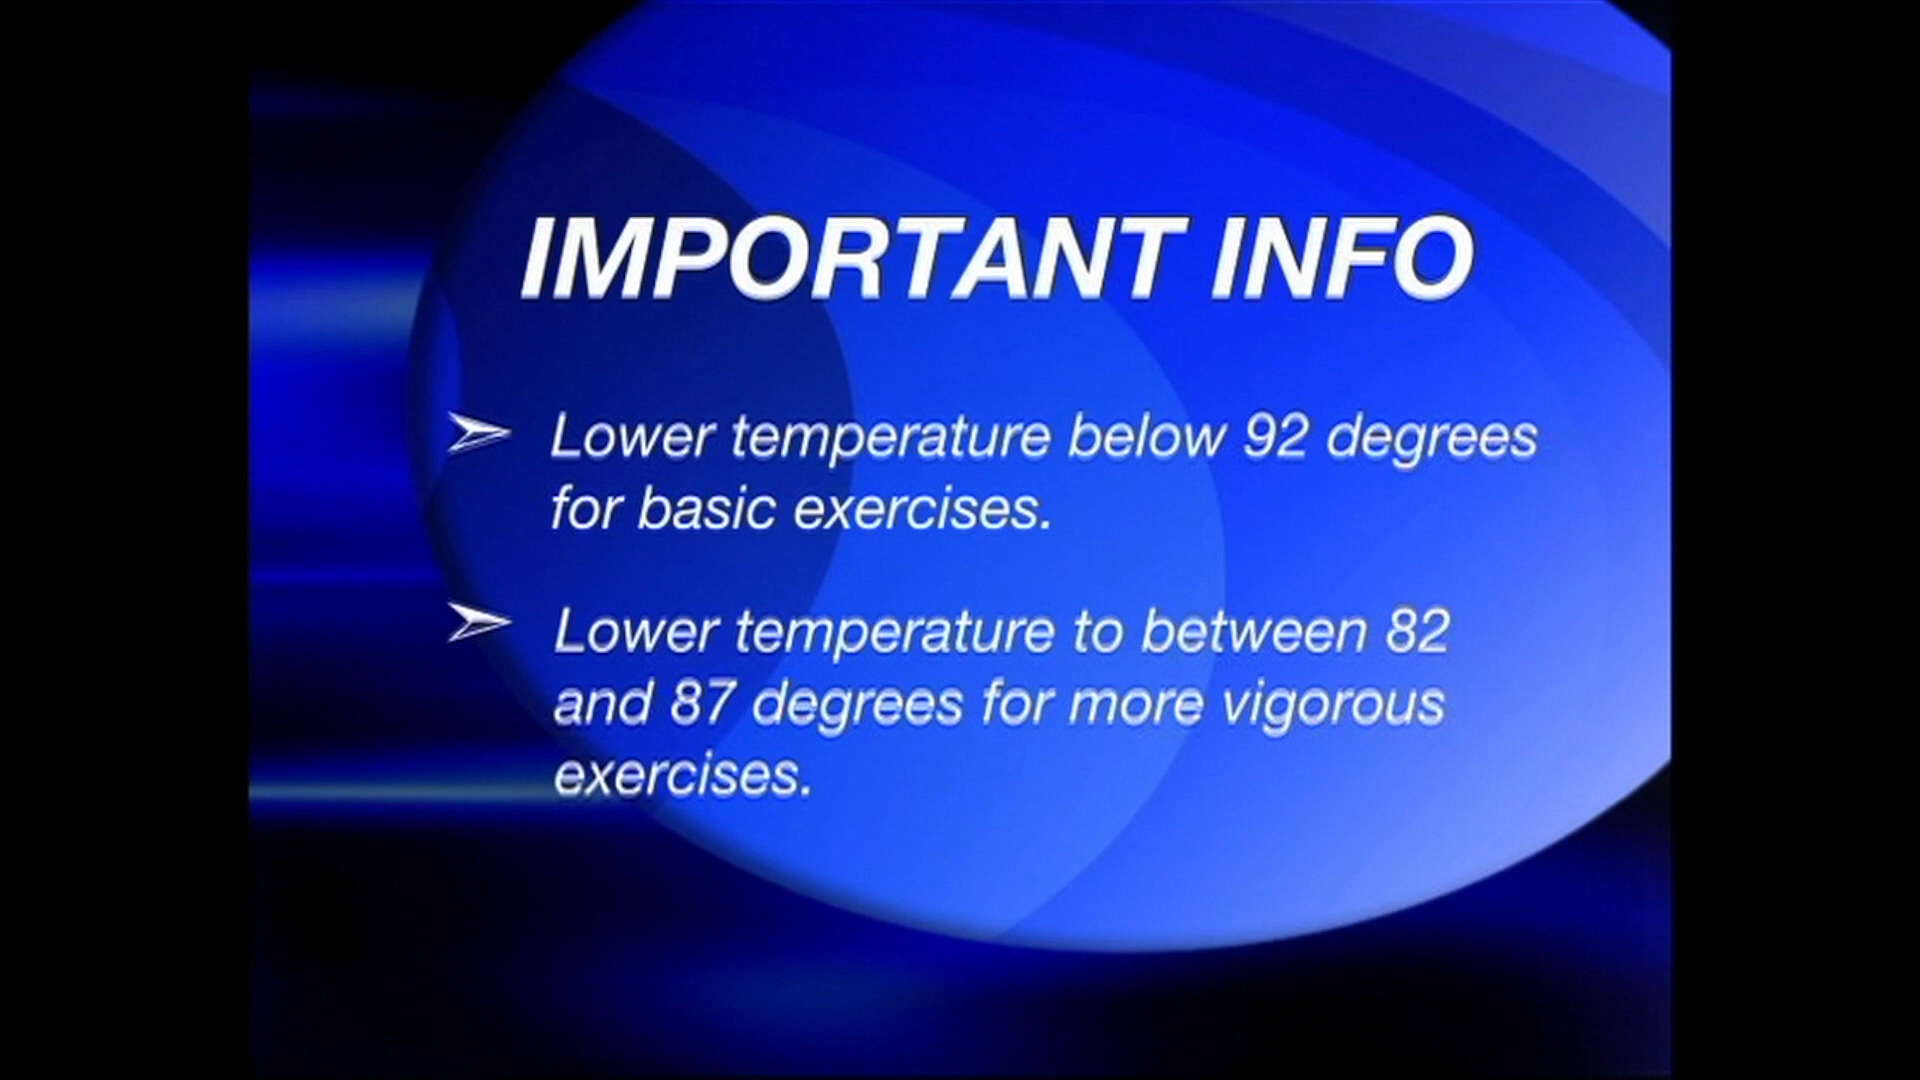 IMPORTANT INFO
Lower temperature below 92 degrees
for basic exercises.
Lower temperature to between 82
and 87 degrees for more vigorous
exercises.